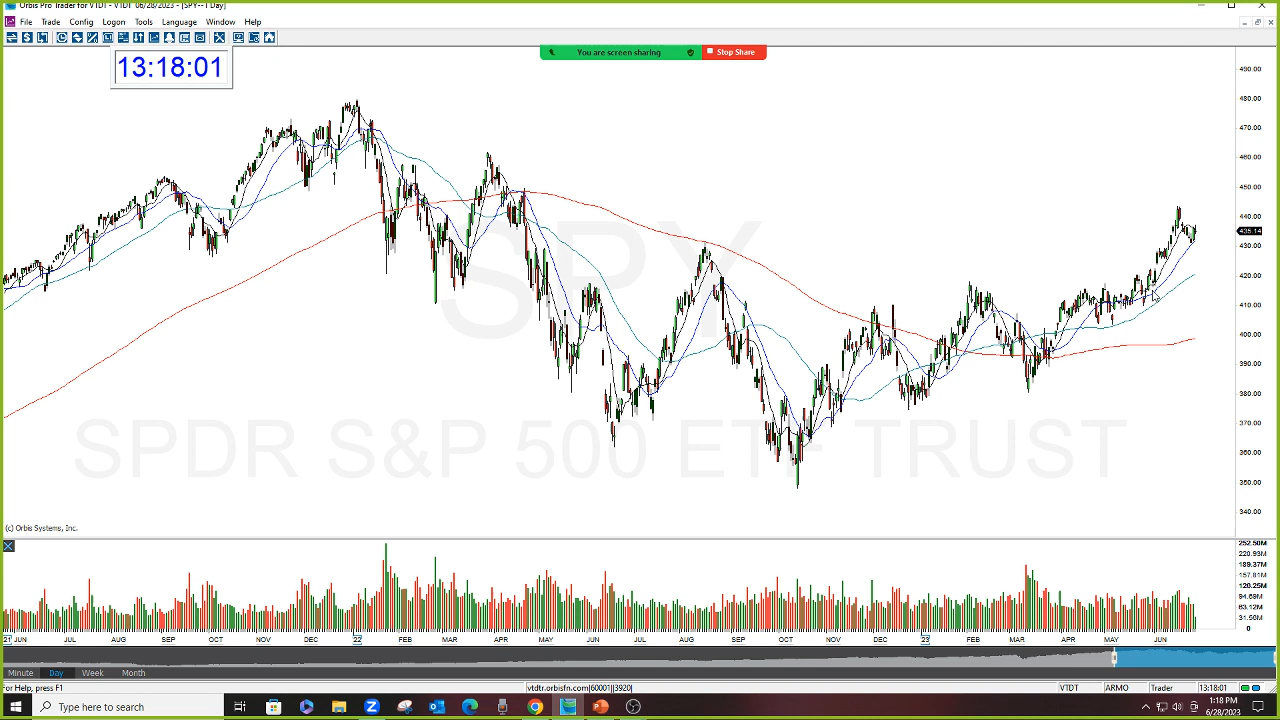 Orbis Pro Trader for VTDT - VTDT 06/28/2023 - [SPY--1 Day]
File Trade Config Logon Tools Language Window Help
13:18:01
You are screen sharing Stop Share
490.00
480.00
470.00
460.00
450.00
440.00
435.14
430.00
420.00
410.00
400.00
390.00
380.00
370.00
360.00
350.00
340.00
SPY
SPDR S&P 500 ETF TRUST
(c) Orbis Systems, Inc.
252.50M
220.93M
189.37M
157.81M
126.25M
94.69M
63.12M
31.56M
0
21 JUN JUL AUG SEP OCT NOV DEC 22 FEB MAR APR MAY JUN JUL AUG SEP OCT NOV DEC 23 FEB MAR APR MAY JUN
Minute Day Week Month
For Help, press F1 vtdtr.orbisfn.com|60001||3920| VTDT ARMO Trader 13:18:01
Type here to search
1:18 PM
6/28/2023